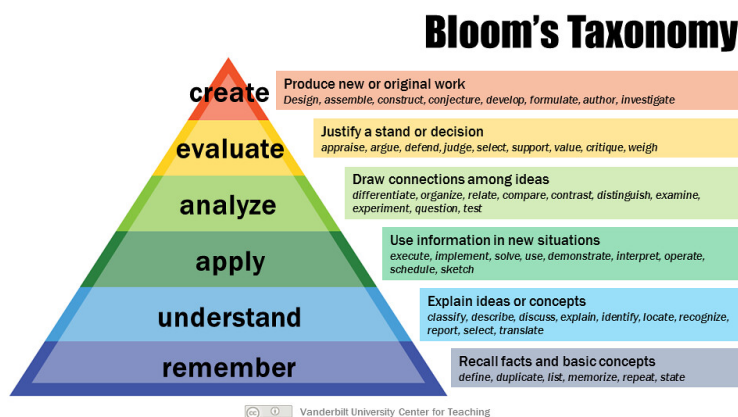 Bloom's Taxonomy
create
Produce new or original work
Design, assemble, construct, conjecture, develop, formulate, author, investigate
evaluate
Justify a stand or decision
appraise, argue, defend, judge, select, support, value, critique, weigh
analyze
Draw connections among ideas
differentiate, organize, relate, compare, contrast, distinguish, examine,
experiment, question, test
apply
Use information in new situations
execute, implement, solve, use, demonstrate, interpret, operate,
schedule, sketch
understand
Explain ideas or concepts
classify, describe, discuss, explain, identify, locate, recognize,
report, select, translate
remember
Recall facts and basic concepts
define, duplicate, list, memorize, repeat, state
cc
Vanderbilt University Center for Teaching